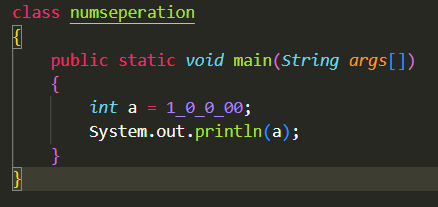 class numseperation
{
public static void main(String args[])
{
int a = 1_0_0_00;
System.out.println(a);
}
}